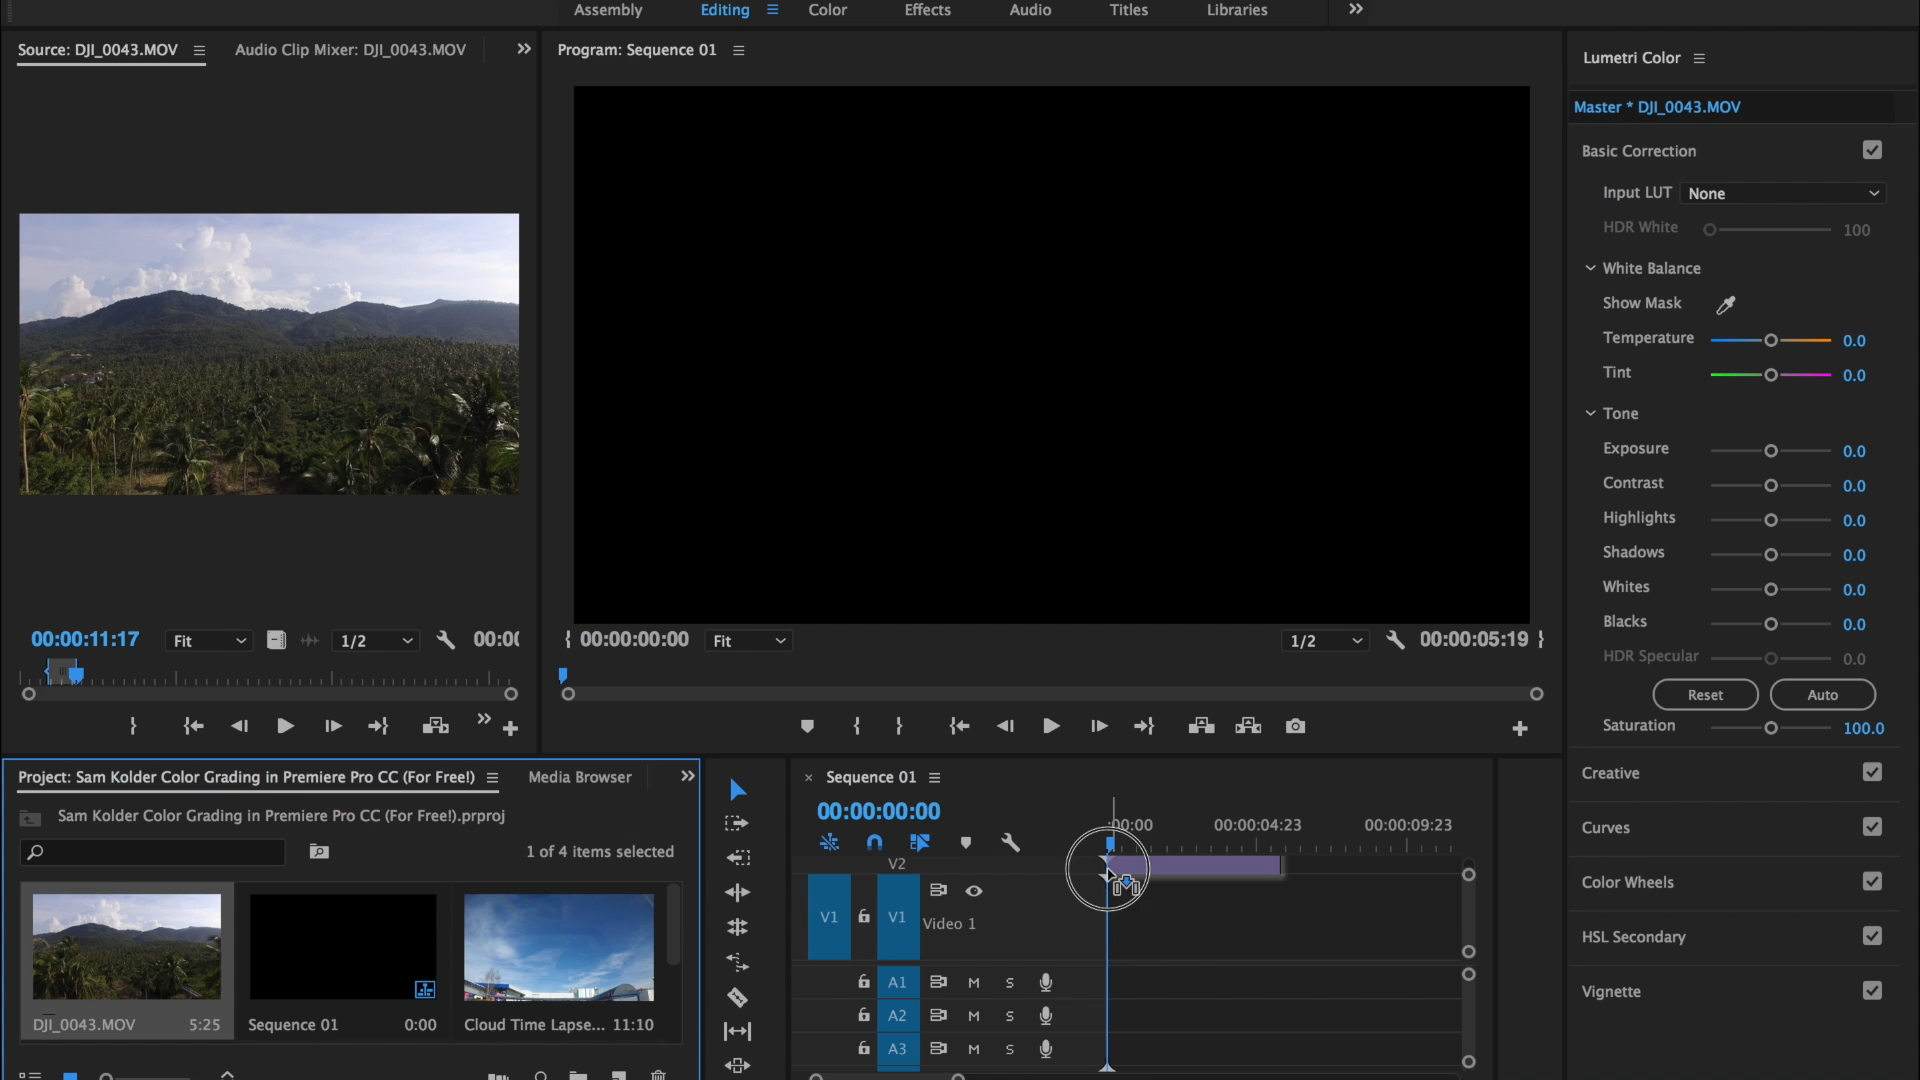 Assembly Editing Color Effects Audio Titles Libraries
Source: DJI_0043.MOV Audio Clip Mixer: DJI_0043.MOV
Program: Sequence 01
Lumetri Color
Master * DJI_0043.MOV
Basic Correction
Input LUT None
HDR White 100
White Balance
Show Mask
Temperature 0.0
Tint 0.0
Tone
Exposure 0.0
Contrast 0.0
Highlights 0.0
Shadows 0.0
Whites 0.0
Blacks 0.0
HDR Specular 0.0
Reset Auto
Saturation 100.0
Creative
Curves
Color Wheels
HSL Secondary
Vignette
00:00:11:17 Fit 1/2 00:00
00:00:00:00 Fit 1/2 00:00:05:19
Project: Sam Kolder Color Grading in Premiere Pro CC (For Free!) Media Browser
Sam Kolder Color Grading in Premiere Pro CC (For Free!).prproj
1 of 4 items selected
DJI_0043.MOV 5:25
Sequence 01 0:00
Cloud Time Lapse... 11:10
Sequence 01
00:00:00:00
:00:00 00:00:04:23 00:00:09:23
V2
V1 V1 Video 1
A1 M S
A2 M S
A3 M S